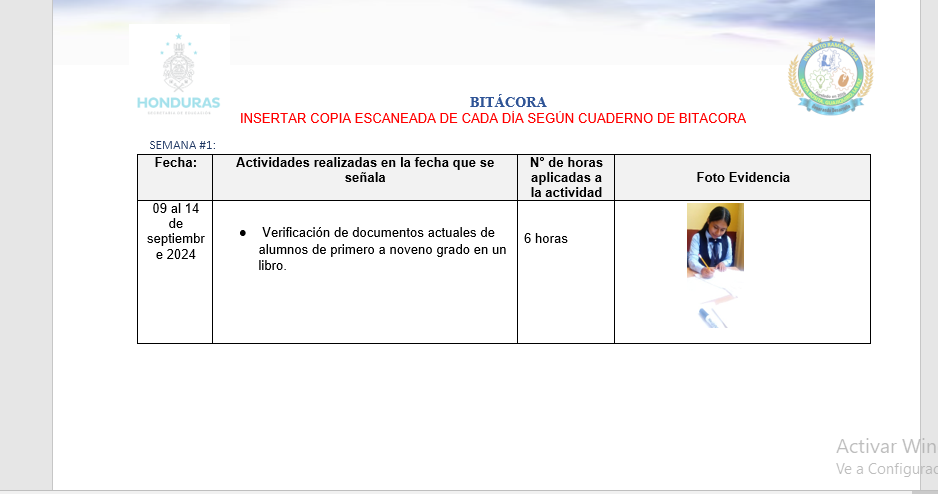 HONDURAS
SECRETARÍA DE EDUCACIÓN
BITÁCORA
INSERTAR COPIA ESCANEADA DE CADA DÍA SEGÚN CUADERNO DE BITACORA
SEMANA #1:
Fecha:
Actividades realizadas en la fecha que se
señala
N° de horas
aplicadas a
la actividad
Foto Evidencia
09 al 14
de
septiembr
e 2024
● Verificación de documentos actuales de
alumnos de primero a noveno grado en un
libro.
6 horas
Activar Win
Ve a Configurac